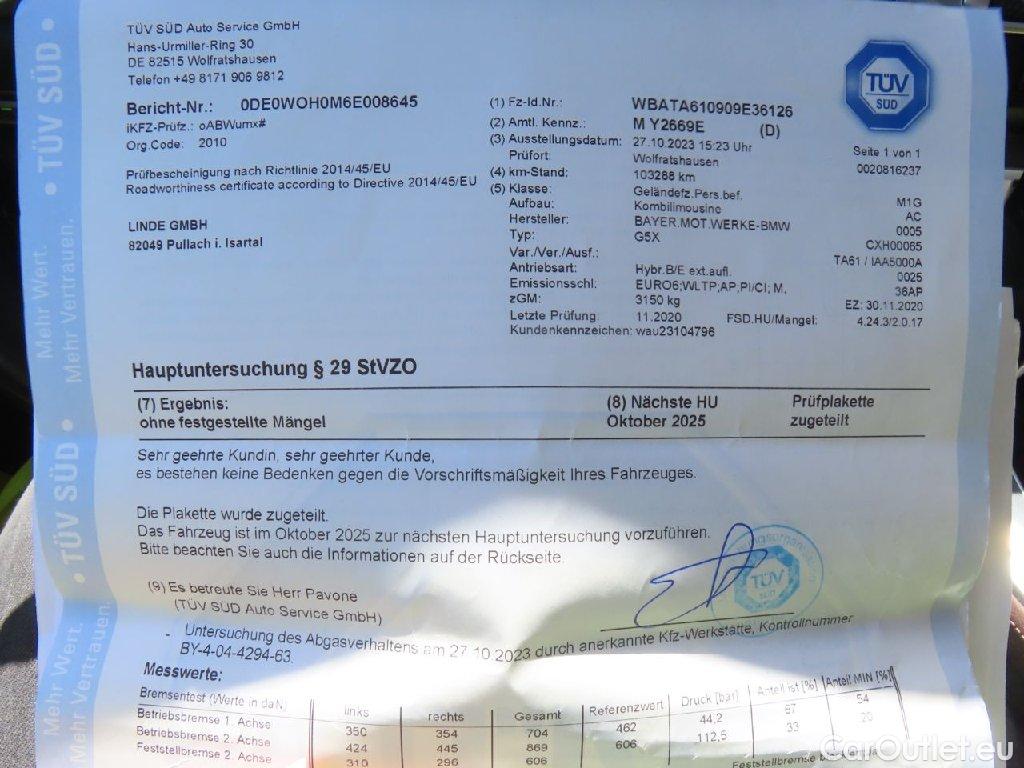 TÜV SÜD Auto Service GmbH
Hans-Urmiller-Ring 30
DE 82515 Wolfratshausen
Telefon +49 8171 906 9812
Bericht-Nr.: 0DE0WOH0M6E008645
iKFZ-Prüfz.: oABWumx#
Org.Code: 2010
Prüfbescheinigung nach Richtlinie 2014/45/EU
Roadworthiness certificate according to Directive 2014/45/EU
LINDE GMBH
82049 Pullach i. Isartal
(1) Fz-Id.Nr.: WBATA610909E36126
(2) Amtl. Kennz.: M Y2669E (D)
(3) Ausstellungsdatum: 27.10.2023 15:23 Uhr
Prüfort: Wolfratshausen
(4) km-Stand: 103288 km
(5) Klasse: Geländefz.Pers.bef. M1G
Aufbau: Kombilimousine AC
Hersteller: BAYER.MOT.WERKE-BMW 0005
Typ: G5X CXH00065
Var./Ver./Ausf.: TA61 / IAA5000A
Antriebsart: Hybr.B/E ext.aufl. 0025
Emissionsschl: EURO6;WLTP;AP;PI/CI; M, 36AP
zGM: 3150 kg EZ: 30.11.2020
Letzte Prüfung: 11.2020 FSD.HU/Mangel: 4.24.3/2.0.17
Kundenkennzeichen: wau23104796
TÜV
SÜD
Seite 1 von 1
0020816237
Hauptuntersuchung § 29 StVZO
(7) Ergebnis: (8) Nächste HU Prüfplakette
ohne festgestellte Mängel Oktober 2025 zugeteilt
Sehr geehrte Kundin, sehr geehrter Kunde,
es bestehen keine Bedenken gegen die Vorschriftsmäßigkeit Ihres Fahrzeuges.
Die Plakette wurde zugeteilt.
Das Fahrzeug ist im Oktober 2025 zur nächsten Hauptuntersuchung vorzuführen.
Bitte beachten Sie auch die Informationen auf der Rückseite.
(9) Es betreute Sie Herr Pavone
(TÜV SÜD Auto Service GmbH)
TÜV
SÜD
- Untersuchung des Abgasverhaltens am 27.10.2023 durch anerkannte Kfz-Werkstätte, Kontrollnummer
BY-4-04-4294-63.
Messwerte:
Bremsentest (Werte in daN) links rechts Gesamt Referenzwert Druck [bar] Anteil ist [%] Anteil MIN [%]
Betriebsbremse 1. Achse 350 354 704 462 44,2 67 54
Betriebsbremse 2. Achse 424 445 869 606 112,5 33 20
Feststellbremse 2. Achse 310 296 606
Feststellbremse
TÜV SÜD
Mehr Wert.
Mehr Vertrauen.
TÜV SÜD
Mehr Wert.
Mehr Vertrauen.
CarOutlet.eu